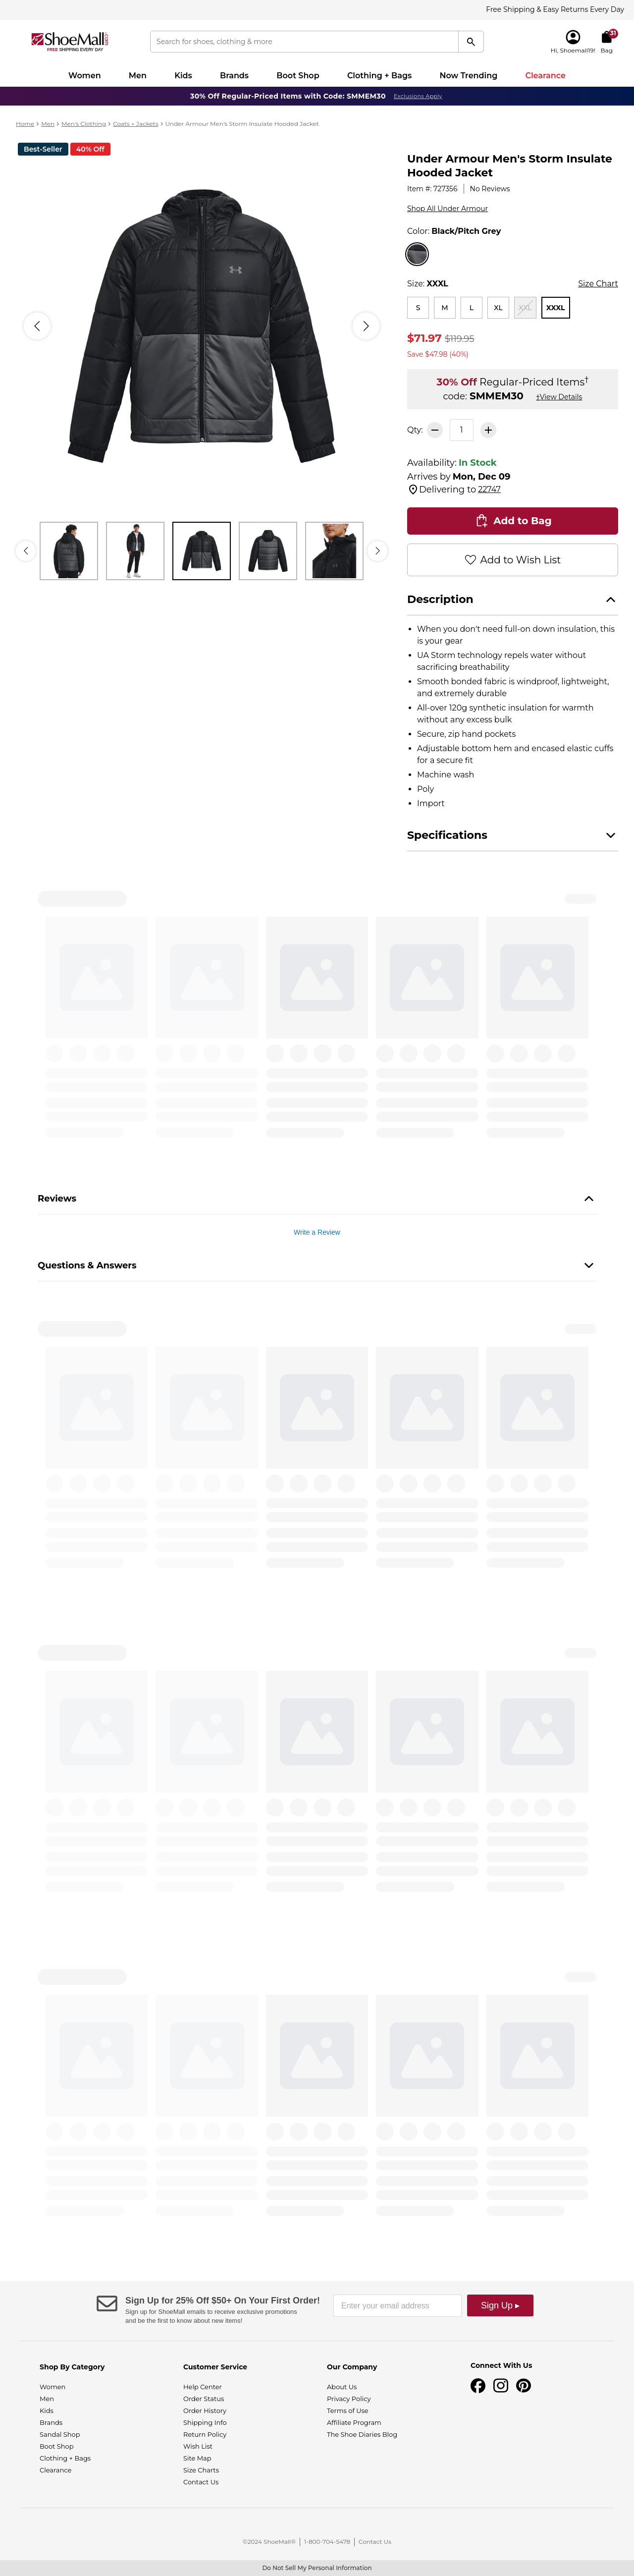 Free Shipping & Easy Returns Every Day
ShoeMall
FREE SHIPPING EVERY DAY
Search for shoes, clothing & more
31
Hi, Shoemall19!
Bag
Women
Men
Kids
Brands
Boot Shop
Clothing + Bags
Now Trending
Clearance
30% Off Regular-Priced Items with Code: SMMEM30 Exclusions Apply
Home > Men > Men's Clothing > Coats + Jackets > Under Armour Men's Storm Insulate Hooded Jacket
Best-Seller
40% Off
Under Armour Men's Storm Insulate
Hooded Jacket
Item #: 727356
No Reviews
Shop All Under Armour
Color: Black/Pitch Grey
Size: XXXL
Size Chart
S
M
L
XL
XXL
XXXL
$71.97 $119.95
Save $47.98 (40%)
30% Off Regular-Priced Items†
code: SMMEM30 ‡View Details
Qty:
1
Availability: In Stock
Arrives by Mon, Dec 09
Delivering to 22747
Add to Bag
Add to Wish List
Description
• When you don't need full-on down insulation, this
is your gear
• UA Storm technology repels water without
sacrificing breathability
• Smooth bonded fabric is windproof, lightweight,
and extremely durable
• All-over 120g synthetic insulation for warmth
without any excess bulk
• Secure, zip hand pockets
• Adjustable bottom hem and encased elastic cuffs
for a secure fit
• Machine wash
• Poly
• Import
Specifications
Reviews
Write a Review
Questions & Answers
Sign Up for 25% Off $50+ On Your First Order!
Sign up for ShoeMall emails to receive exclusive promotions
and be the first to know about new items!
Enter your email address
Sign Up ▸
Shop By Category
Women
Men
Kids
Brands
Sandal Shop
Boot Shop
Clothing + Bags
Clearance
Customer Service
Help Center
Order Status
Order History
Shipping Info
Return Policy
Wish List
Site Map
Size Charts
Contact Us
Our Company
About Us
Privacy Policy
Terms of Use
Affiliate Program
The Shoe Diaries Blog
Connect With Us
©2024 ShoeMall®
1-800-704-5478
Contact Us
Do Not Sell My Personal Information